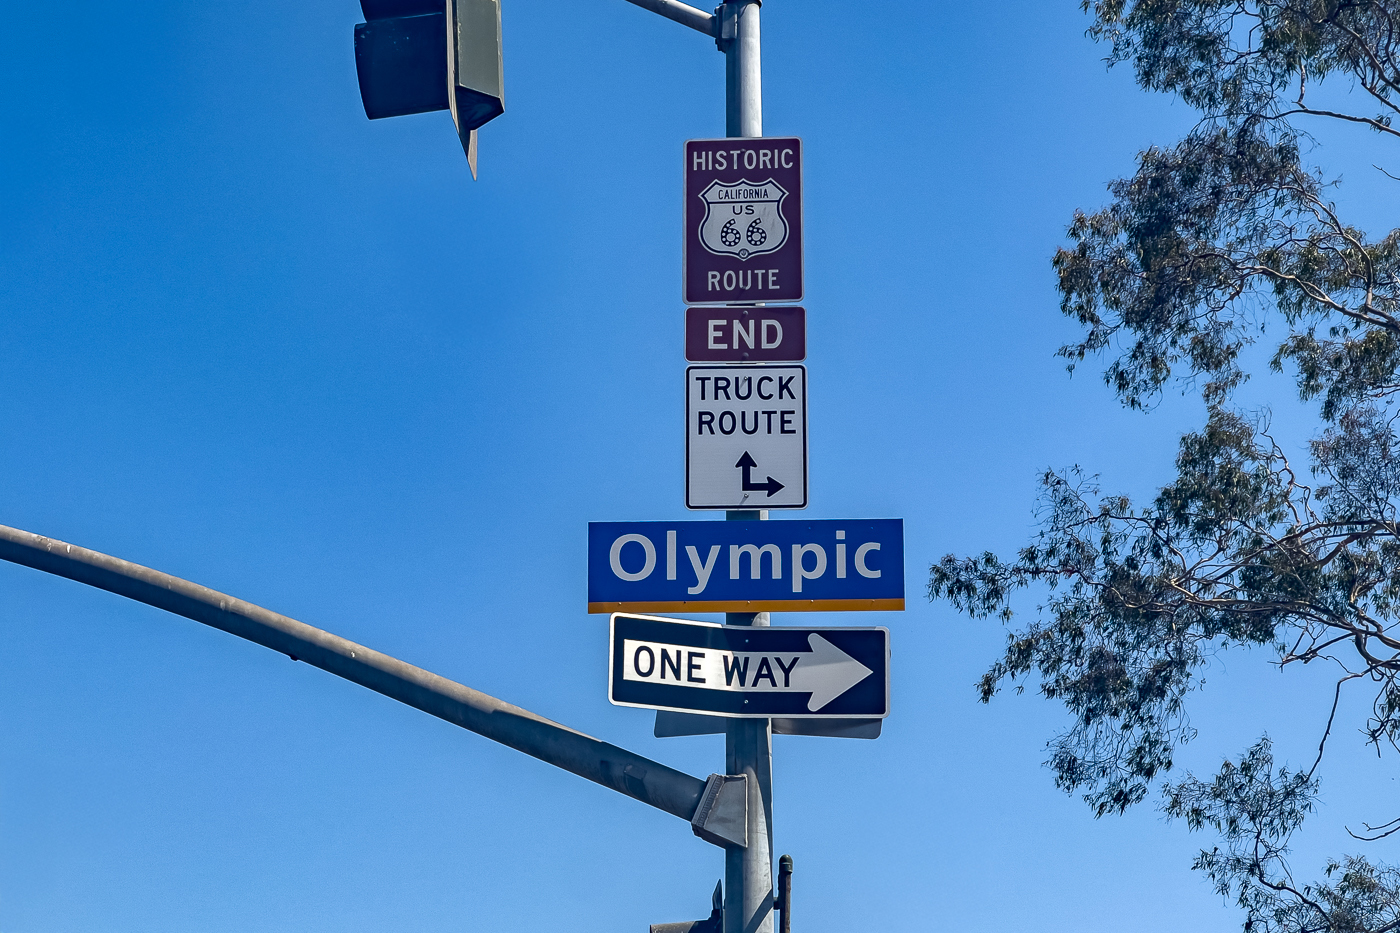 HISTORIC
CALIFORNIA
US
66
ROUTE
END
TRUCK
ROUTE
Olympic
ONE WAY